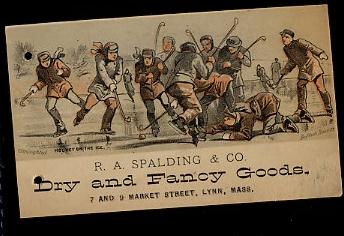 HOCKEY ON THE ICE.
R. A. SPALDING & CO.
Dry and Fancy Goods,
7 AND 9 MARKET STREET, LYNN, MASS.